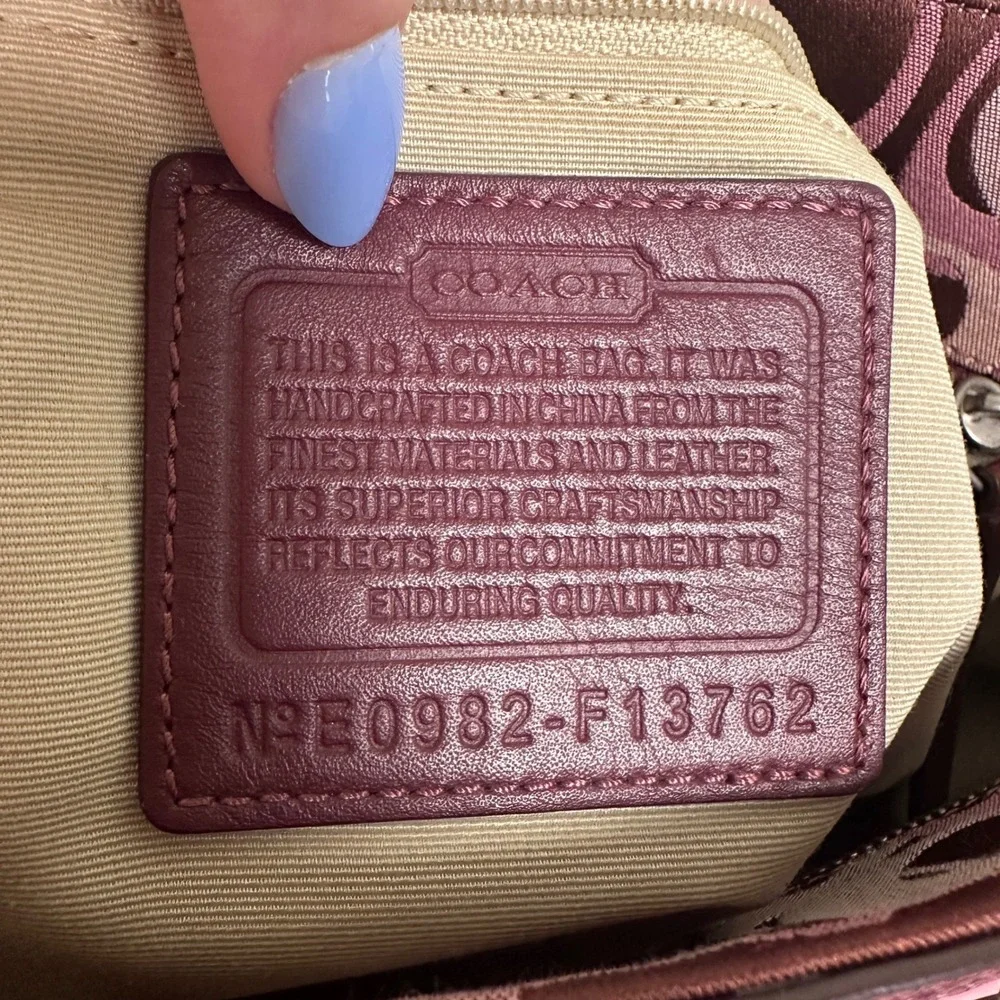 COACH
THIS IS A COACH BAG. IT WAS
HANDCRAFTED IN CHINA FROM THE
FINEST MATERIALS AND LEATHER.
ITS SUPERIOR CRAFTSMANSHIP
REFLECTS OUR COMMITMENT TO
ENDURING QUALITY.
Nº E0982-F13762